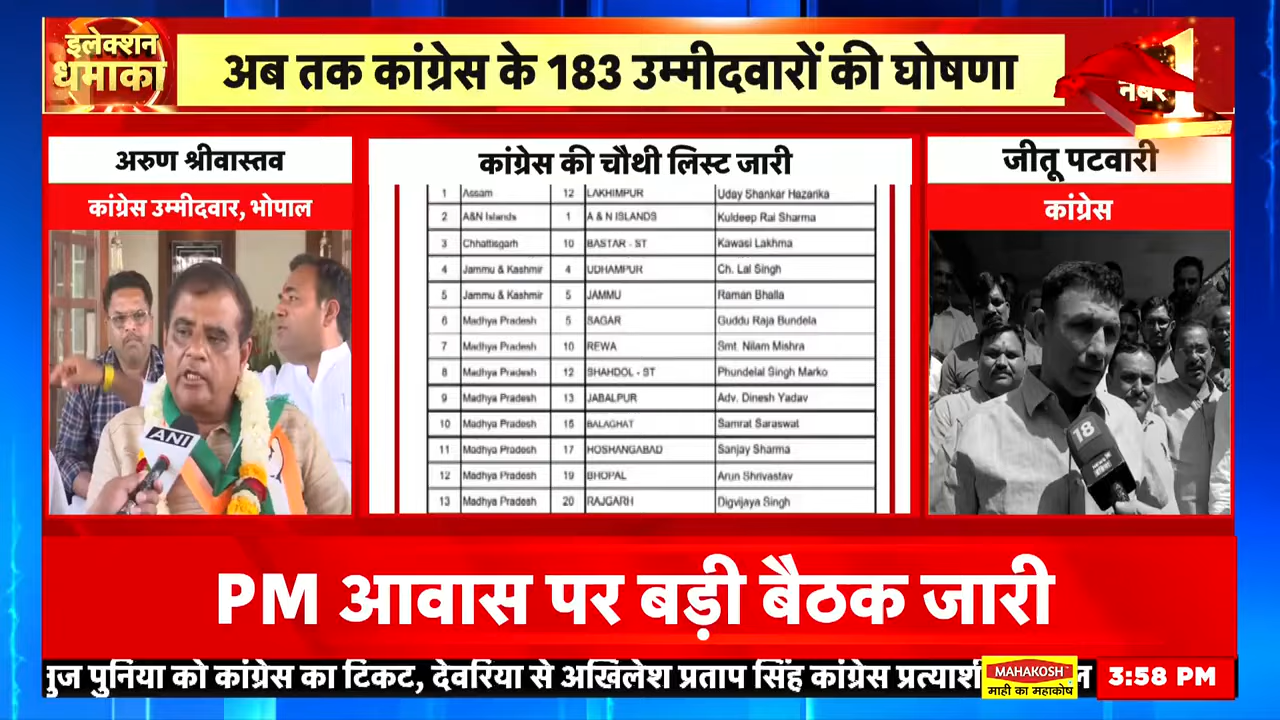 इलेक्शन
धमाका
अब तक कांग्रेस के 183 उम्मीदवारों की घोषणा
नंबर 1
अरुण श्रीवास्तव
कांग्रेस उम्मीदवार, भोपाल
ANI
कांग्रेस की चौथी लिस्ट जारी
1 Assam 12 LAKHIMPUR Uday Shankar Hazarika
2 A&N Islands 1 A & N ISLANDS Kuldeep Rai Sharma
3 Chhattisgarh 10 BASTAR - ST Kawasi Lakhma
4 Jammu & Kashmir 4 UDHAMPUR Ch. Lal Singh
5 Jammu & Kashmir 5 JAMMU Raman Bhalla
6 Madhya Pradesh 5 SAGAR Guddu Raja Bundela
7 Madhya Pradesh 10 REWA Smt. Nilam Mishra
8 Madhya Pradesh 12 SHAHDOL - ST Phundelal Singh Marko
9 Madhya Pradesh 13 JABALPUR Adv. Dinesh Yadav
10 Madhya Pradesh 15 BALAGHAT Samrat Saraswat
11 Madhya Pradesh 17 HOSHANGABAD Sanjay Sharma
12 Madhya Pradesh 19 BHOPAL Arun Shrivastav
13 Madhya Pradesh 20 RAJGARH Digvijaya Singh
जीतू पटवारी
कांग्रेस
18
PM आवास पर बड़ी बैठक जारी
पुनिया को कांग्रेस का टिकट, देवरिया से अखिलेश प्रताप सिंह कांग्रेस प्रत्याशी
MAHAKOSH
माही का महाकोष
3:58 PM